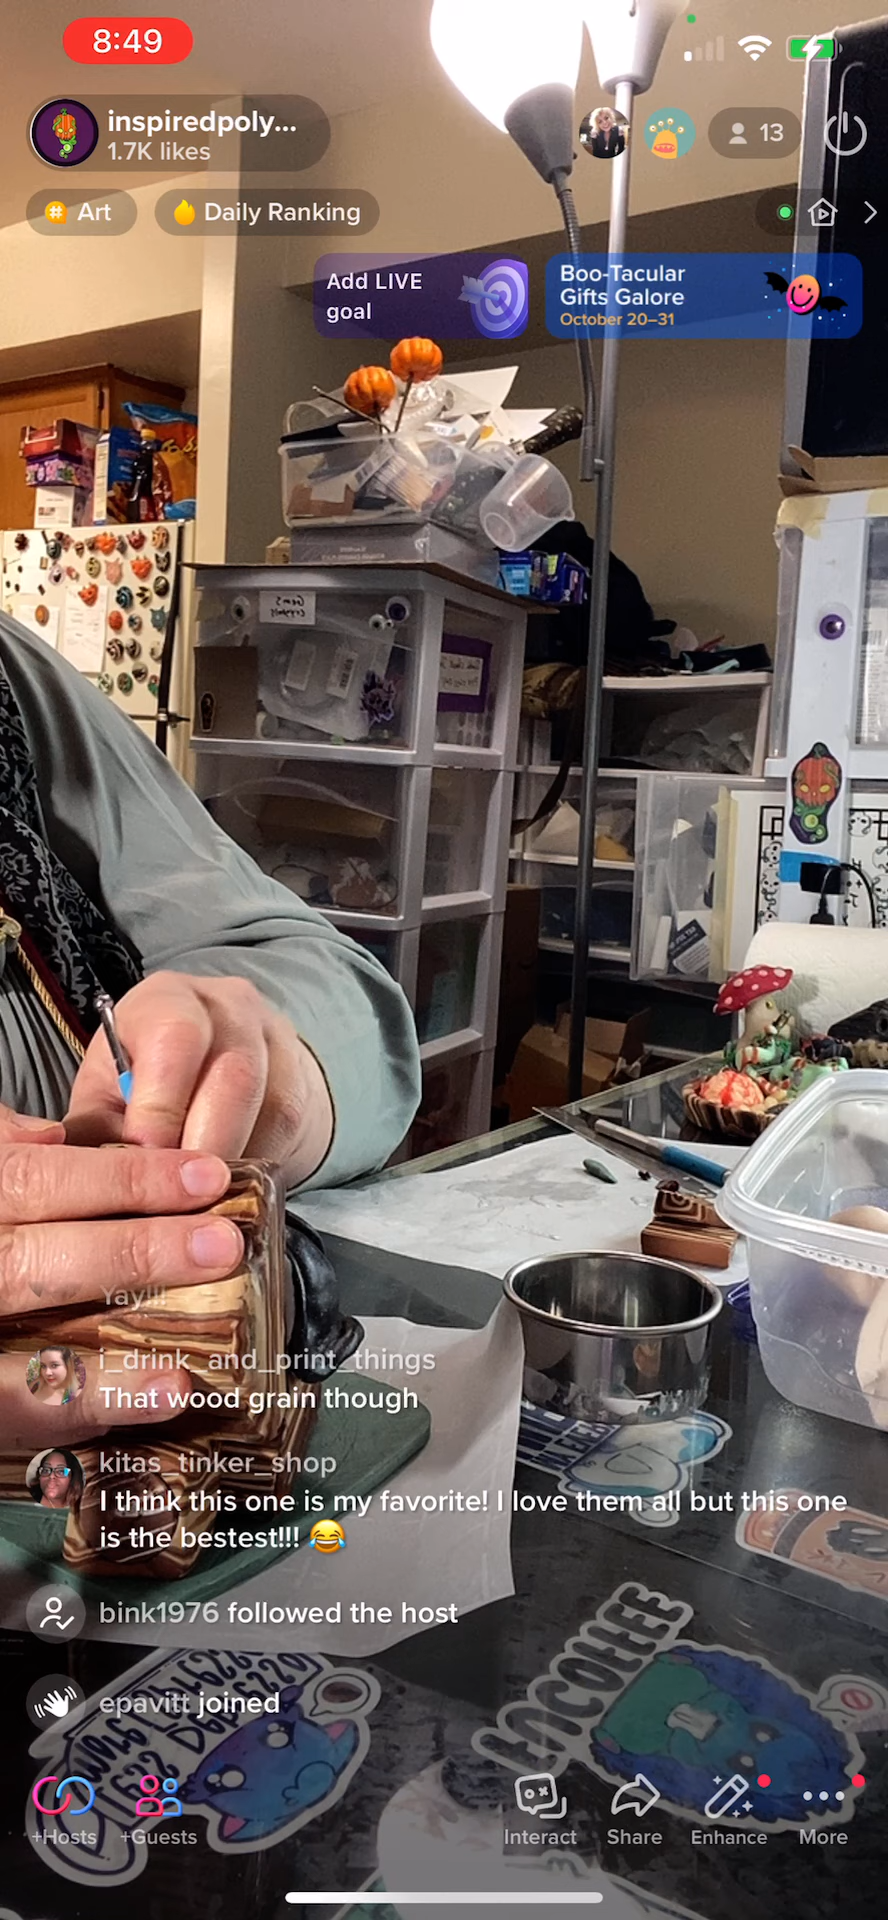 8:49
inspiredpoly...
1.7K likes
13
Art
Daily Ranking
Add LIVE
goal
Boo-Tacular
Gifts Galore
October 20–31
Yay!!!
i_drink_and_print_things
That wood grain though
kitas_tinker_shop
I think this one is my favorite! I love them all but this one
is the bestest!!! 😂
bink1976 followed the host
epavitt joined
+Hosts
+Guests
Interact
Share
Enhance
More